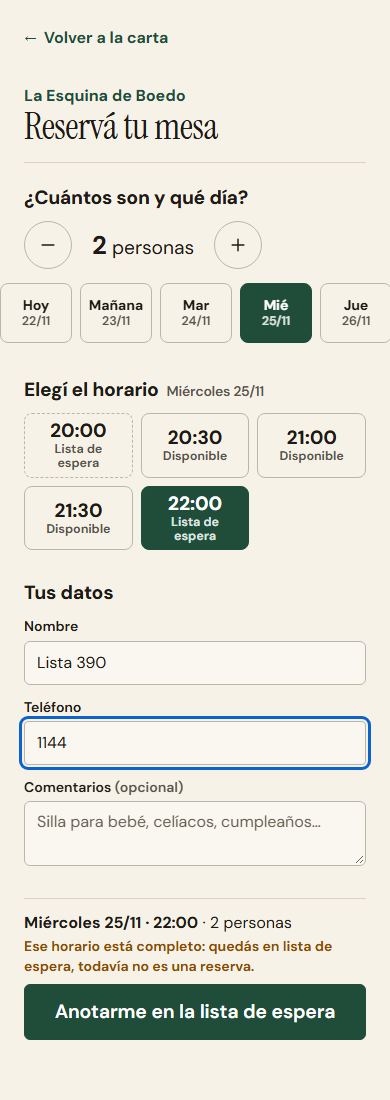 ← Volver a la carta
La Esquina de Boedo
Reservá tu mesa
¿Cuántos son y qué día?
− 2 personas +
Hoy Mañana Mar Mié Jue
22/11 23/11 24/11 25/11 26/11
Elegí el horario Miércoles 25/11
20:00 20:30 21:00
Lista de espera Disponible Disponible
21:30 22:00
Disponible Lista de espera
Tus datos
Nombre
Lista 390
Teléfono
1144
Comentarios (opcional)
Silla para bebé, celíacos, cumpleaños...
Miércoles 25/11 · 22:00 · 2 personas
Ese horario está completo: quedás en lista de
espera, todavía no es una reserva.
Anotarme en la lista de espera